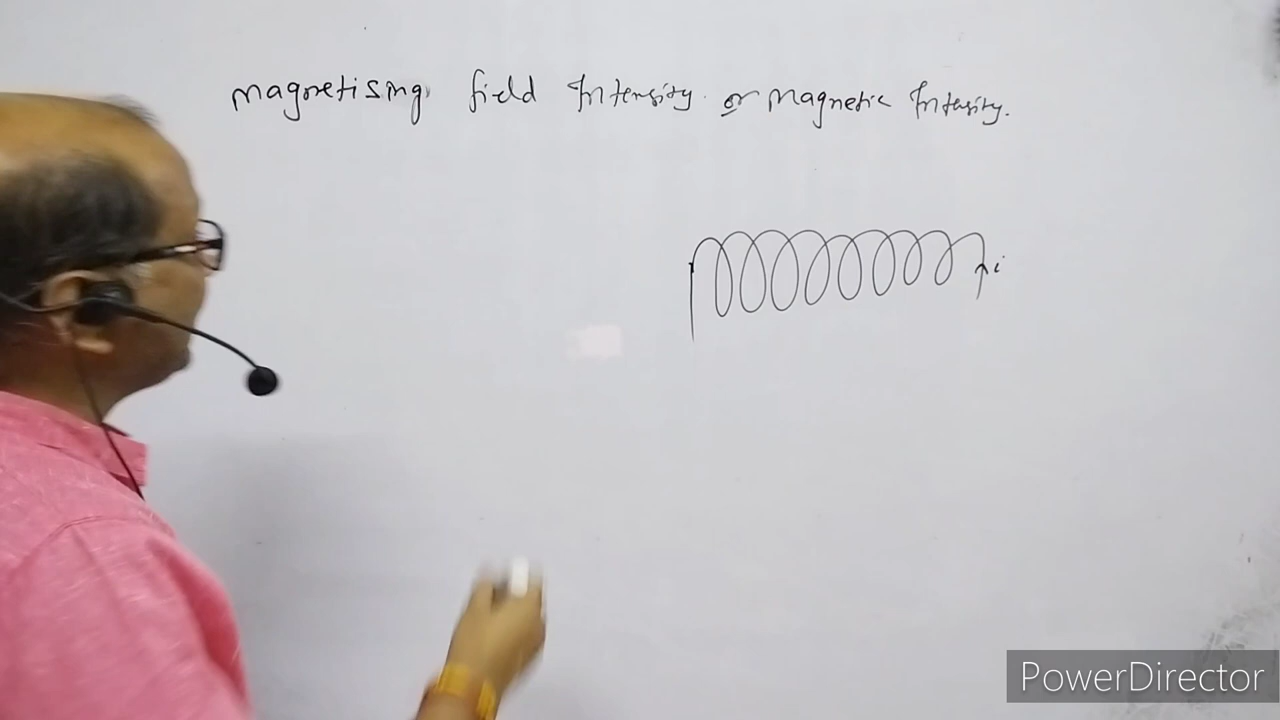 magnetising field Intensity. or magnetic Intensity.
i
PowerDirector